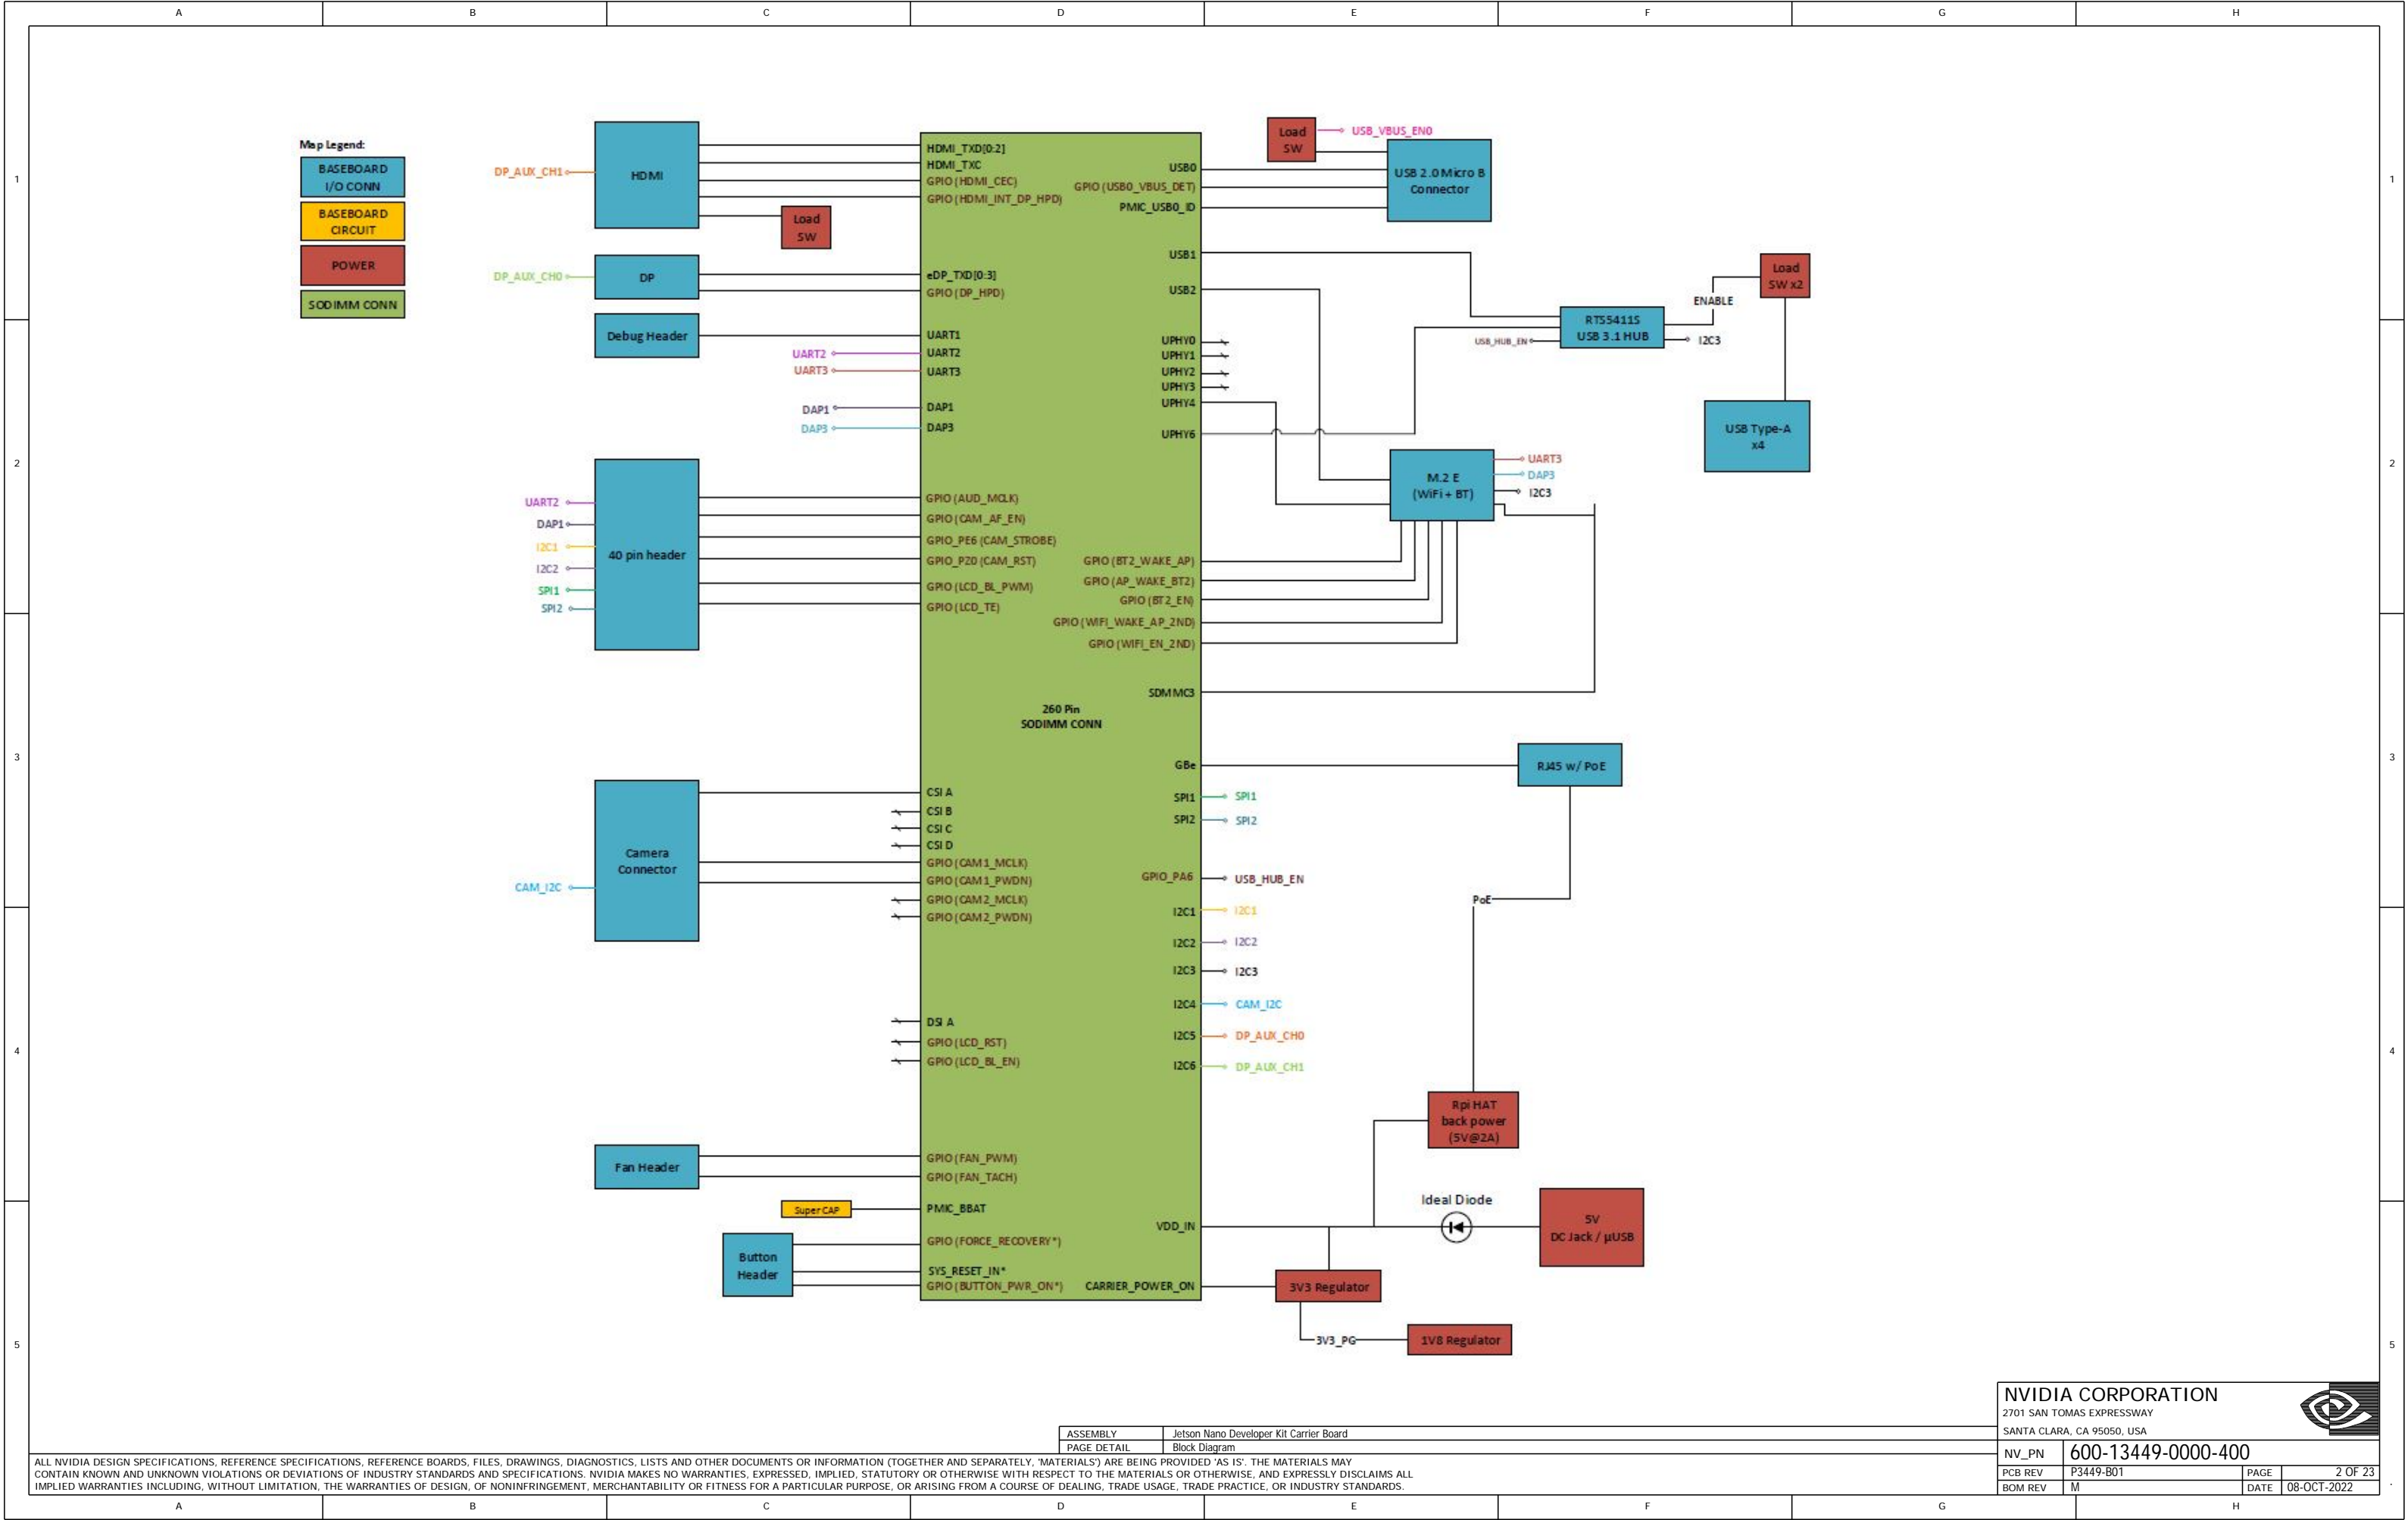 A B C D E F G H
Map Legend:
BASEBOARD
I/O CONN
BASEBOARD
CIRCUIT
POWER
SODIMM CONN
DP_AUX_CH1
HDMI
Load
SW
DP_AUX_CH0
DP
Debug Header
UART2
UART3
DAP1
DAP3
UART2
DAP1
I2C1
I2C2
SPI1
SPI2
40 pin header
CAM_I2C
Camera
Connector
Fan Header
Super CAP
Button
Header
HDMI_TXD[0:2]
HDMI_TXC
GPIO (HDMI_CEC)
GPIO (HDMI_INT_DP_HPD)
eDP_TXD[0:3]
GPIO (DP_HPD)
UART1
UART2
UART3
DAP1
DAP3
GPIO (AUD_MCLK)
GPIO (CAM_AF_EN)
GPIO_PE6 (CAM_STROBE)
GPIO_PZ0 (CAM_RST)
GPIO (LCD_BL_PWM)
GPIO (LCD_TE)
260 Pin
SODIMM CONN
CSI A
CSI B
CSI C
CSI D
GPIO (CAM1_MCLK)
GPIO (CAM1_PWDN)
GPIO (CAM2_MCLK)
GPIO (CAM2_PWDN)
DSI A
GPIO (LCD_RST)
GPIO (LCD_BL_EN)
GPIO (FAN_PWM)
GPIO (FAN_TACH)
PMIC_BBAT
GPIO (FORCE_RECOVERY*)
SYS_RESET_IN*
GPIO (BUTTON_PWR_ON*)
USB0
GPIO (USB0_VBUS_DET)
PMIC_USB0_ID
USB1
USB2
UPHY0
UPHY1
UPHY2
UPHY3
UPHY4
UPHY6
GPIO (BT2_WAKE_AP)
GPIO (AP_WAKE_BT2)
GPIO (BT2_EN)
GPIO (WIFI_WAKE_AP_2ND)
GPIO (WIFI_EN_2ND)
SDMMC3
GBe
SPI1
SPI2
GPIO_PA6
I2C1
I2C2
I2C3
I2C4
I2C5
I2C6
VDD_IN
CARRIER_POWER_ON
Load
SW
USB_VBUS_EN0
USB 2.0 Micro B
Connector
Load
SW x2
ENABLE
RTS5411S
USB 3.1 HUB
USB_HUB_EN
I2C3
USB Type-A
x4
M.2 E
(WiFi + BT)
UART3
DAP3
I2C3
RJ45 w/ PoE
SPI1
SPI2
USB_HUB_EN
I2C1
I2C2
I2C3
CAM_I2C
DP_AUX_CH0
DP_AUX_CH1
PoE
Rpi HAT
back power
(5V@2A)
Ideal Diode
5V
DC Jack / µUSB
3V3 Regulator
3V3_PG
1V8 Regulator
1 1
2 2
3 3
4 4
5 5
ASSEMBLY Jetson Nano Developer Kit Carrier Board
PAGE DETAIL Block Diagram
NVIDIA CORPORATION
2701 SAN TOMAS EXPRESSWAY
SANTA CLARA, CA 95050, USA
NV_PN 600-13449-0000-400
PCB REV P3449-B01 PAGE 2 OF 23
BOM REV M DATE 08-OCT-2022
ALL NVIDIA DESIGN SPECIFICATIONS, REFERENCE SPECIFICATIONS, REFERENCE BOARDS, FILES, DRAWINGS, DIAGNOSTICS, LISTS AND OTHER DOCUMENTS OR INFORMATION (TOGETHER AND SEPARATELY, 'MATERIALS') ARE BEING PROVIDED 'AS IS'. THE MATERIALS MAY
CONTAIN KNOWN AND UNKNOWN VIOLATIONS OR DEVIATIONS OF INDUSTRY STANDARDS AND SPECIFICATIONS. NVIDIA MAKES NO WARRANTIES, EXPRESSED, IMPLIED, STATUTORY OR OTHERWISE WITH RESPECT TO THE MATERIALS OR OTHERWISE, AND EXPRESSLY DISCLAIMS ALL
IMPLIED WARRANTIES INCLUDING, WITHOUT LIMITATION, THE WARRANTIES OF DESIGN, OF NONINFRINGEMENT, MERCHANTABILITY OR FITNESS FOR A PARTICULAR PURPOSE, OR ARISING FROM A COURSE OF DEALING, TRADE USAGE, TRADE PRACTICE, OR INDUSTRY STANDARDS.
A B C D E F G H